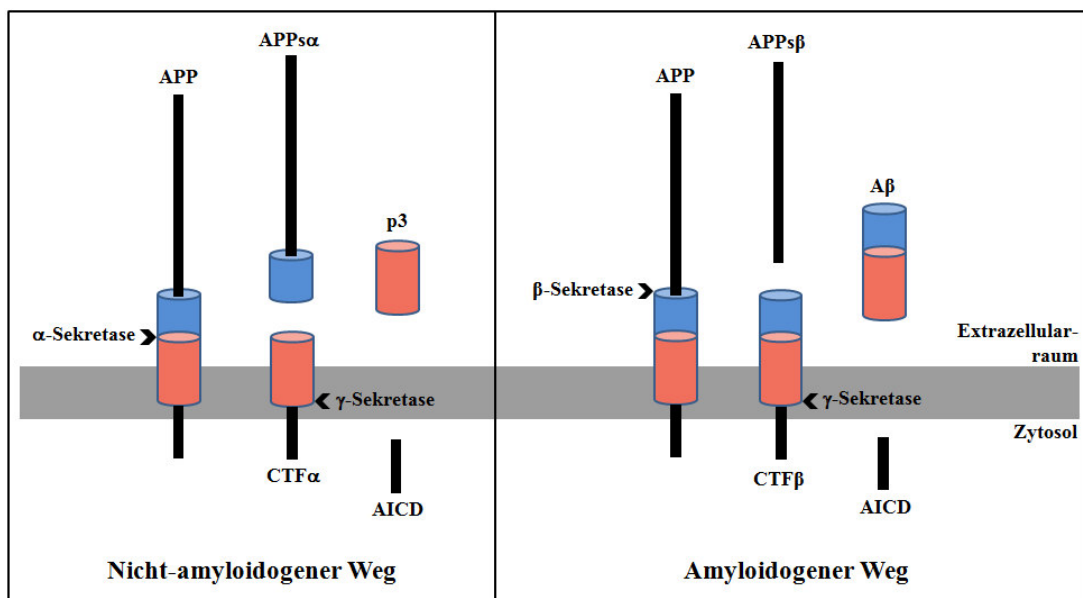 APPsα
APP
p3
α-Sekretase
γ-Sekretase
CTFα
AICD
Nicht-amyloidogener Weg
APPsβ
APP
Aβ
β-Sekretase
Extrazellular-
raum
γ-Sekretase
Zytosol
CTFβ
AICD
Amyloidogener Weg